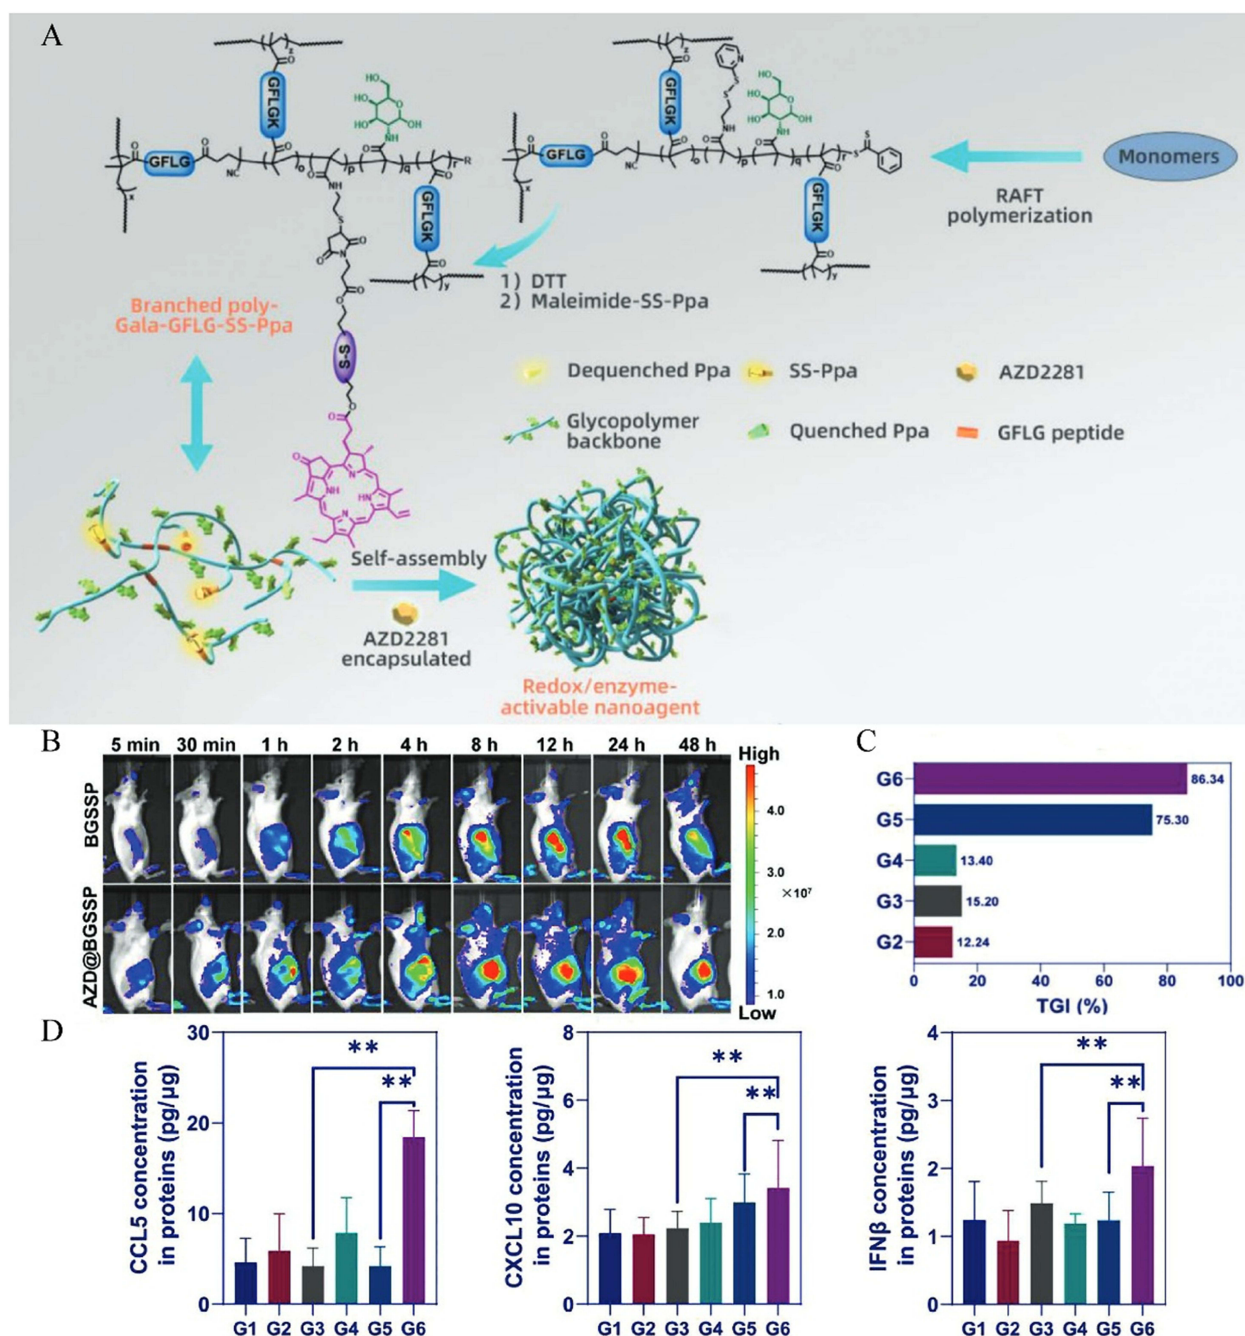 A
GFLGK
GFLG
GFLGK
S-S
GFLGK
GFLG
GFLGK
Monomers
RAFT
polymerization
1) DTT
2) Maleimide-SS-Ppa
Branched poly-
Gala-GFLG-SS-Ppa
Dequenched Ppa
SS-Ppa
AZD2281
Glycopolymer
backbone
Quenched Ppa
GFLG peptide
Self-assembly
AZD2281
encapsulated
Redox/enzyme-
activable nanoagent
B
5 min 30 min 1 h 2 h 4 h 8 h 12 h 24 h 48 h
BGSSP
AZD@BGSSP
High
4.0
3.0
×10⁷
2.0
1.0
Low
C
G6 86.34
G5 75.30
G4 13.40
G3 15.20
G2 12.24
0 20 40 60 80 100
TGI (%)
D
CCL5 concentration
in proteins (pg/μg)
30
20
10
0
**
**
G1 G2 G3 G4 G5 G6
CXCL10 concentration
in proteins (pg/μg)
8
6
4
2
0
**
**
G1 G2 G3 G4 G5 G6
IFNβ concentration
in proteins (pg/μg)
4
3
2
1
0
**
**
G1 G2 G3 G4 G5 G6